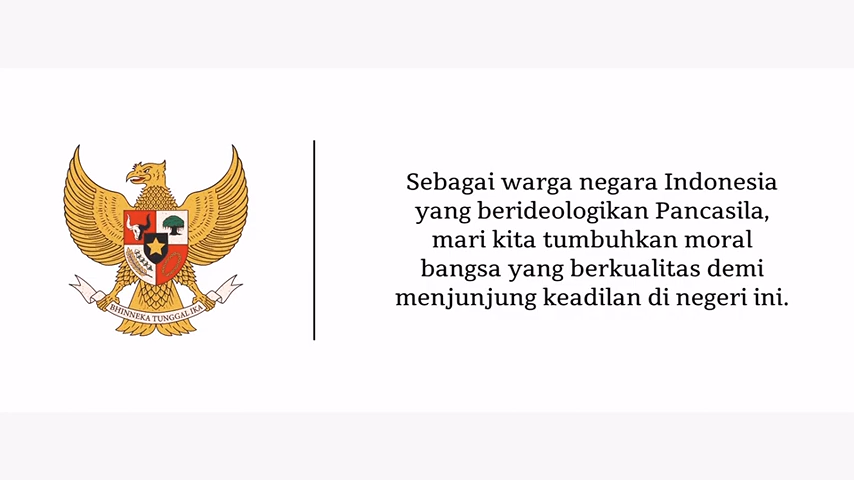 BHINNEKA TUNGGAL IKA
Sebagai warga negara Indonesia
yang berideologikan Pancasila,
mari kita tumbuhkan moral
bangsa yang berkualitas demi
menjunjung keadilan di negeri ini.